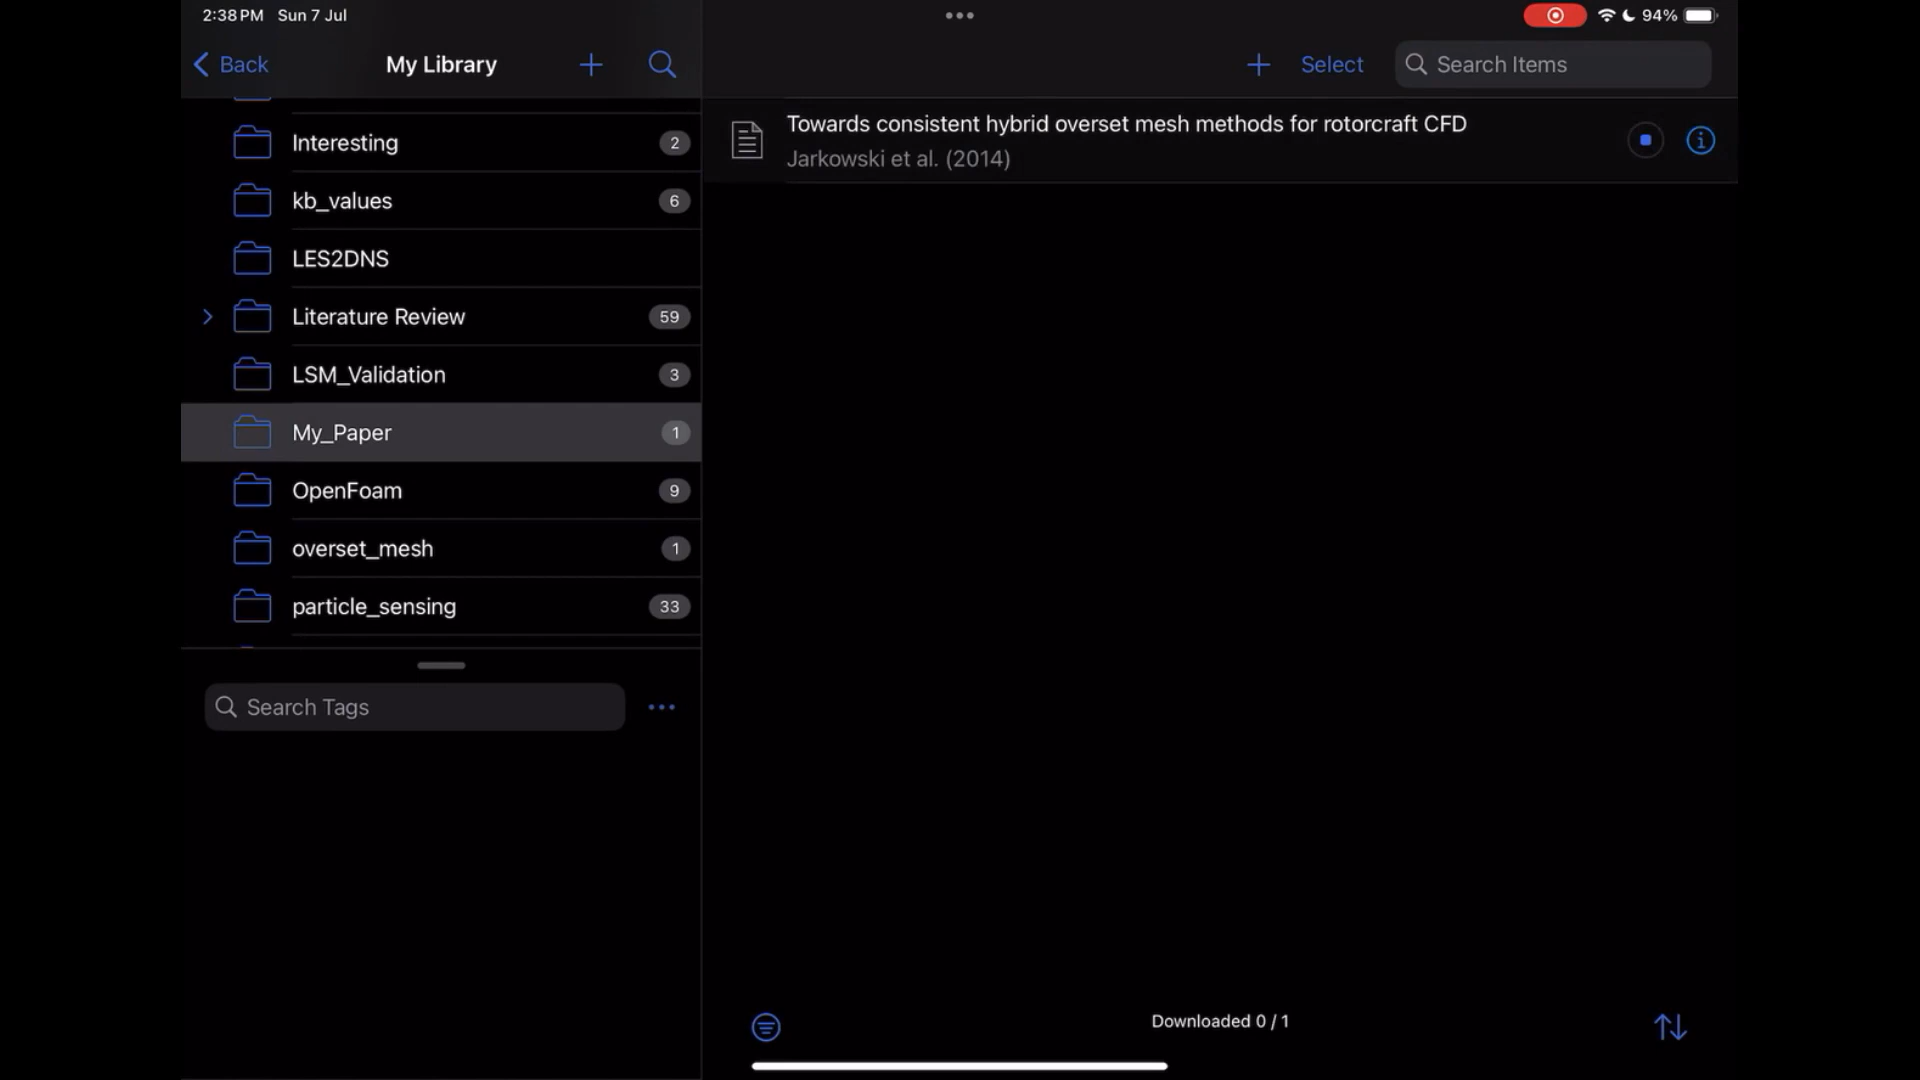 2:38 PM Sun 7 Jul
94%
Back
My Library
Select
Search Items
Interesting 2
kb_values 6
LES2DNS
Literature Review 59
LSM_Validation 3
My_Paper 1
OpenFoam 9
overset_mesh 1
particle_sensing 33
Search Tags
Towards consistent hybrid overset mesh methods for rotorcraft CFD
Jarkowski et al. (2014)
Downloaded 0 / 1